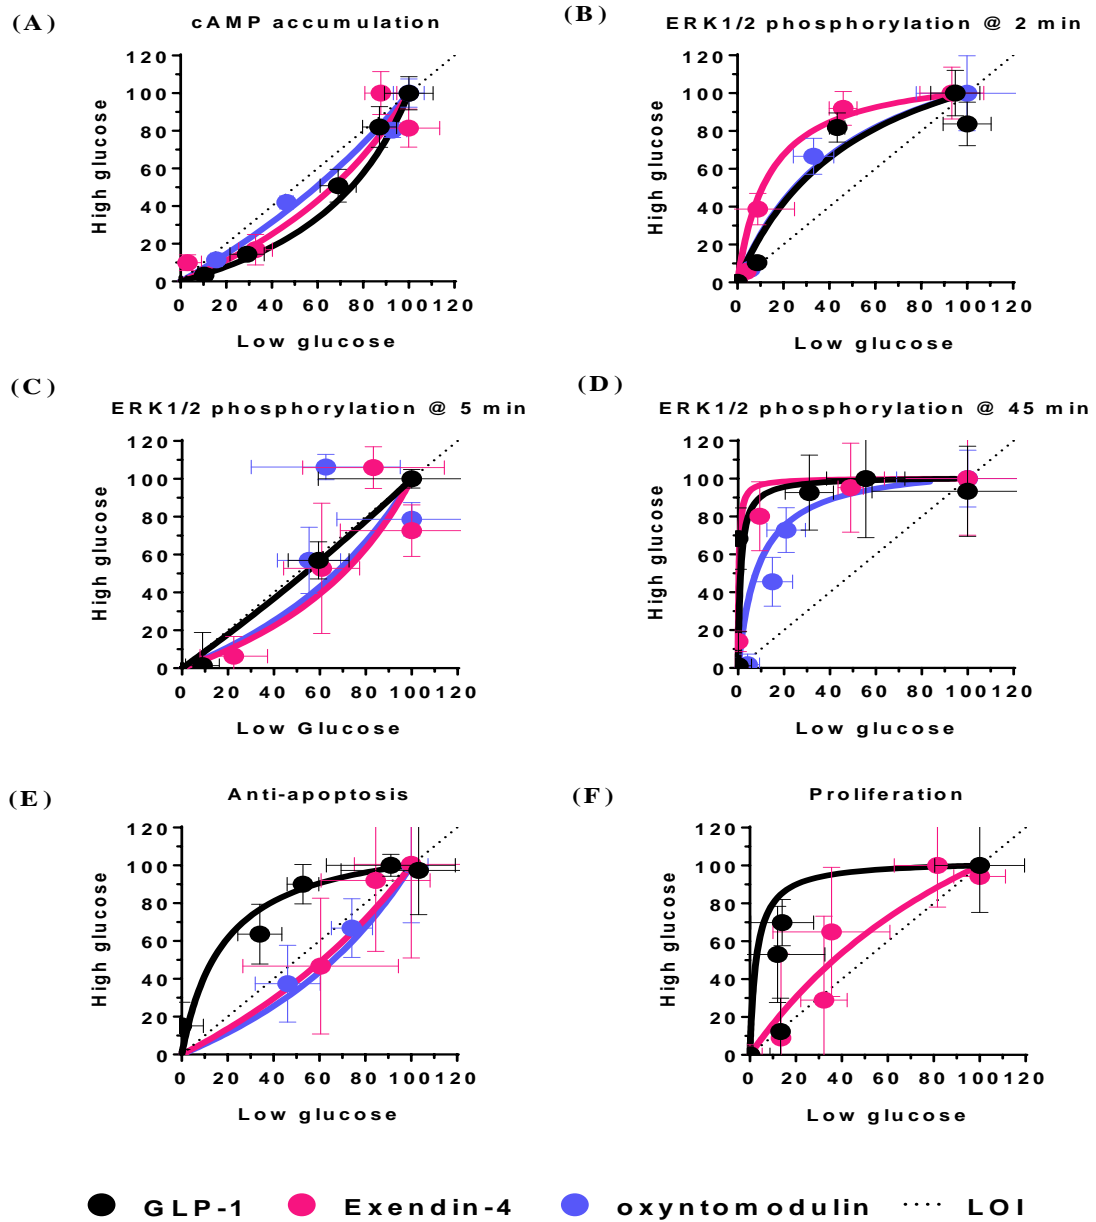 (A)
cAMP accumulation
120
100
80
60
40
20
0
High glucose
0 20 40 60 80 100 120
Low glucose
(B)
ERK1/2 phosphorylation @ 2 min
120
100
80
60
40
20
0
High glucose
0 20 40 60 80 100 120
Low glucose
(C)
ERK1/2 phosphorylation @ 5 min
120
100
80
60
40
20
0
High glucose
0 20 40 60 80 100 120
Low Glucose
(D)
ERK1/2 phosphorylation @ 45 min
120
100
80
60
40
20
0
High glucose
0 20 40 60 80 100 120
Low glucose
(E)
Anti-apoptosis
120
100
80
60
40
20
0
High glucose
0 20 40 60 80 100 120
Low glucose
(F)
Proliferation
120
100
80
60
40
20
0
High glucose
0 20 40 60 80 100 120
Low glucose
GLP-1 Exendin-4 oxyntomodulin LOI